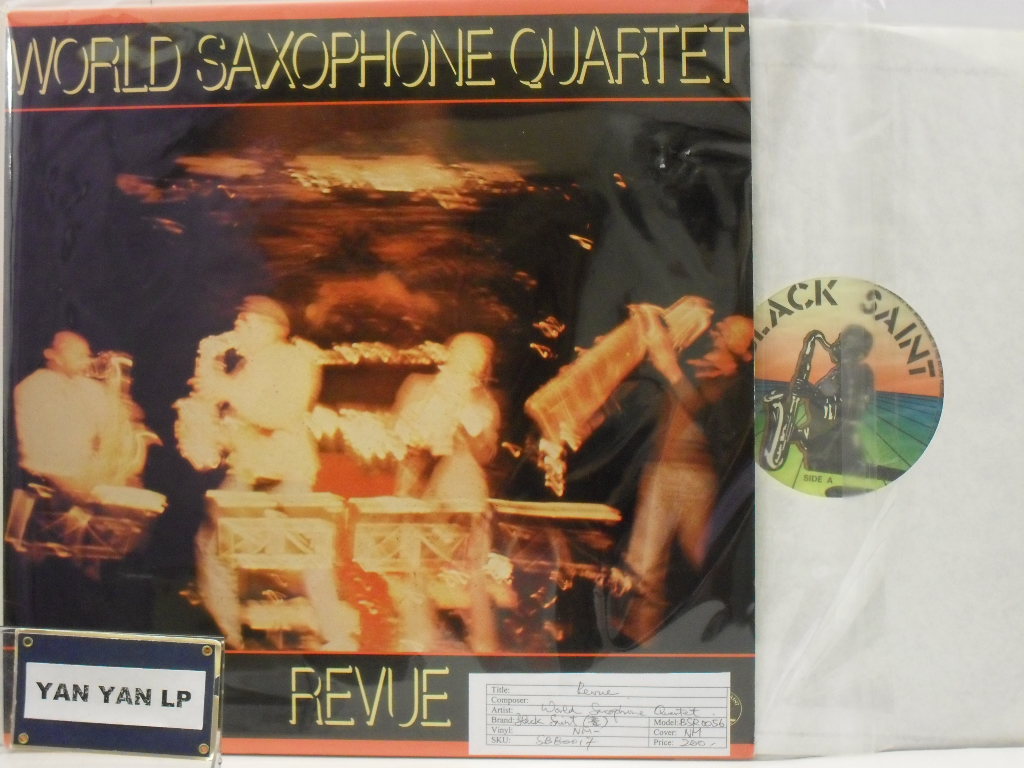 WORLD SAXOPHONE QUARTET
LACK SAINT
SIDE A
REVUE
YAN YAN LP
Title: Revue
Composer:
Artist: World Saxophone Quartet
Brand: Black Saint Model: BSR 0056
Vinyl: NM- Cover: NM
SKU: Price: 200.-